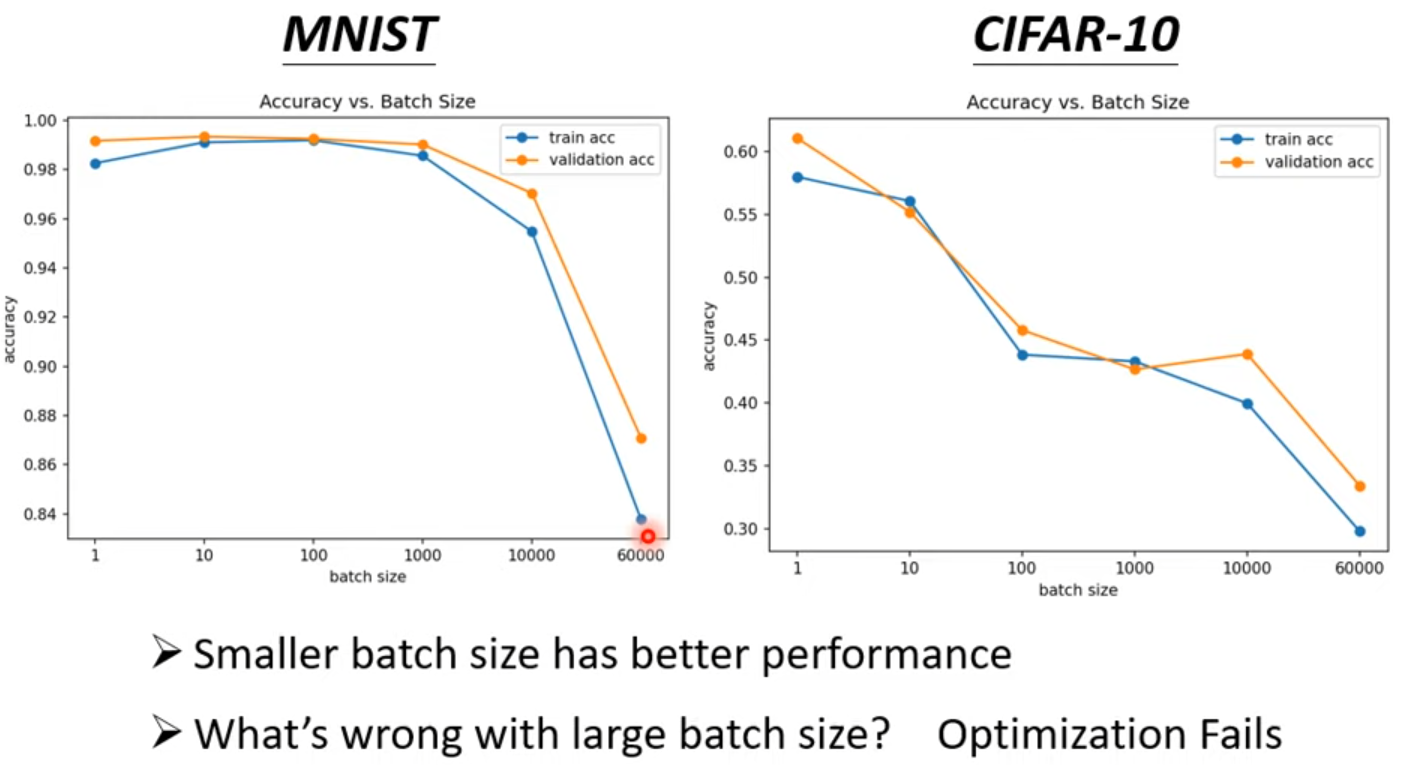 MNIST
Accuracy vs. Batch Size
train acc
validation acc
1.00
0.98
0.96
0.94
0.92
0.90
0.88
0.86
0.84
accuracy
1 10 100 1000 10000 60000
batch size
CIFAR-10
Accuracy vs. Batch Size
train acc
validation acc
0.60
0.55
0.50
0.45
0.40
0.35
0.30
accuracy
1 10 100 1000 10000 60000
batch size
➢ Smaller batch size has better performance
➢ What's wrong with large batch size? Optimization Fails